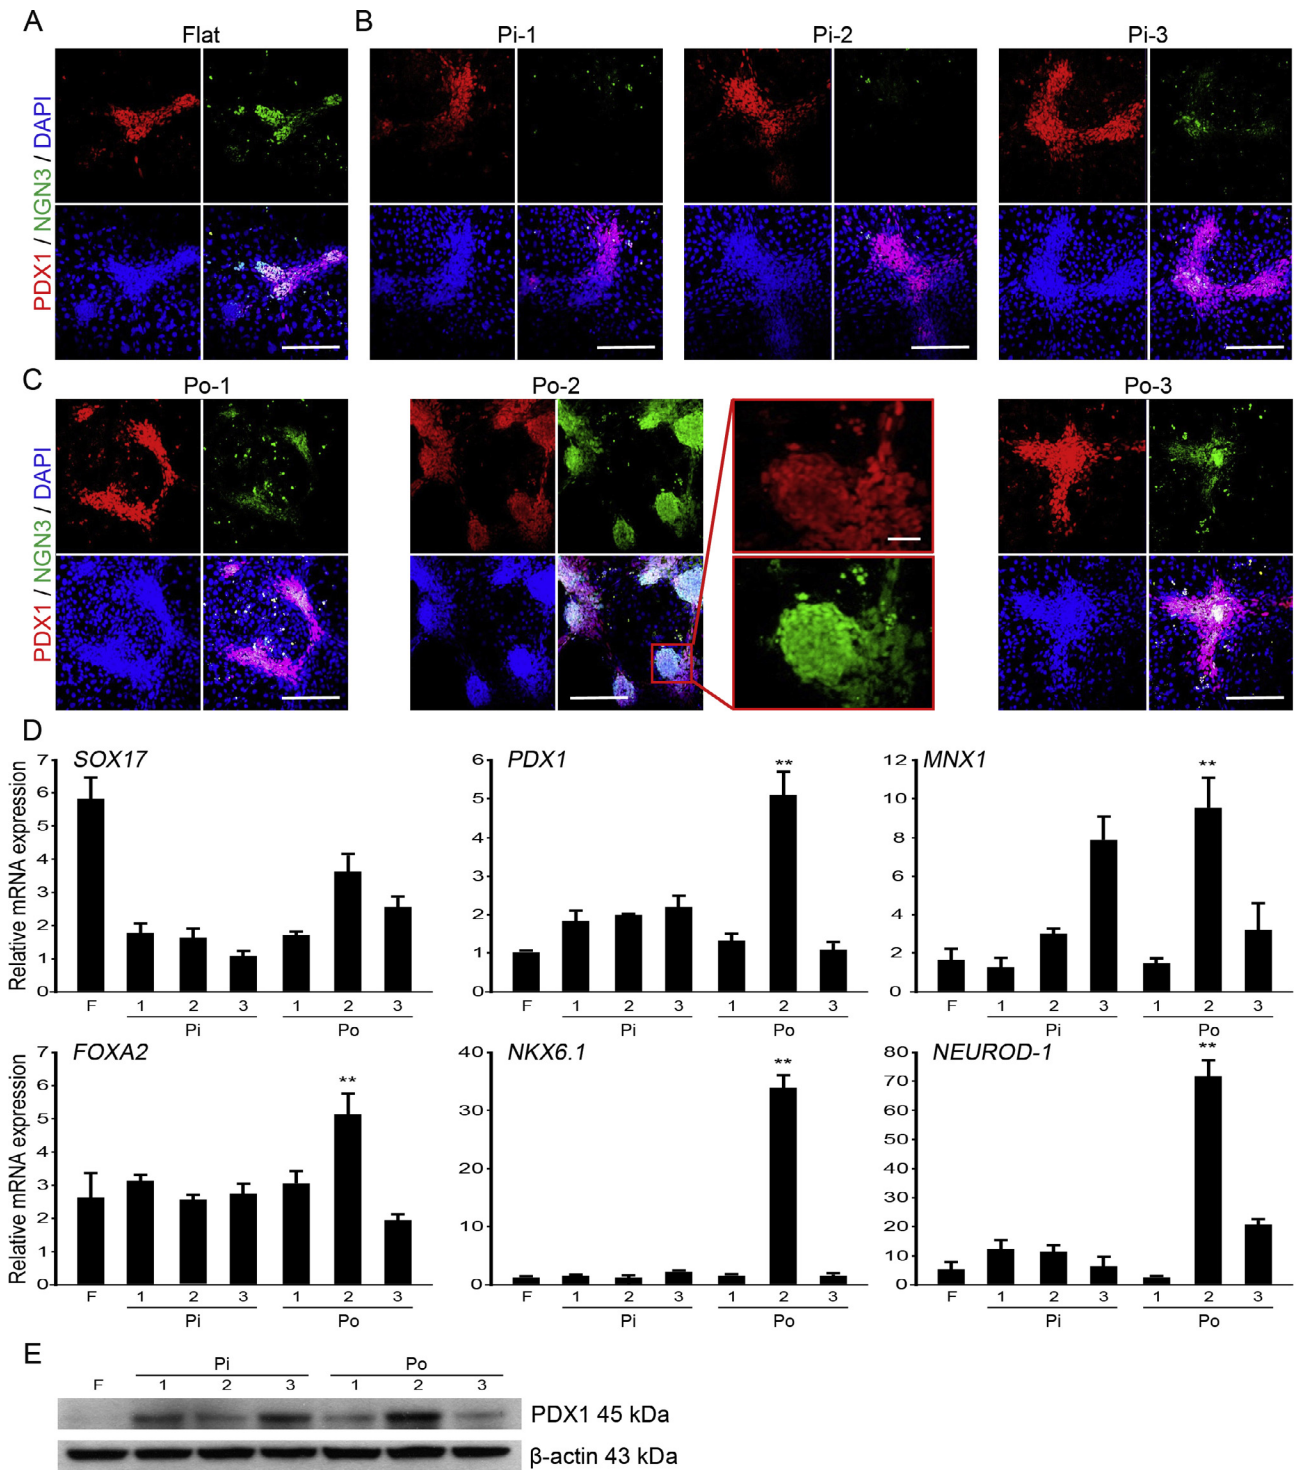 A
B
Flat
Pi-1
Pi-2
Pi-3
PDX1 / NGN3 / DAPI
C
Po-1
Po-2
Po-3
PDX1 / NGN3 / DAPI
D
SOX17
Relative mRNA expression
7
6
5
4
3
2
1
0
F 1 2 3 1 2 3
Pi Po
PDX1
**
6
5
4
3
2
1
0
F 1 2 3 1 2 3
Pi Po
MNX1
**
12
10
8
6
4
2
0
F 1 2 3 1 2 3
Pi Po
FOXA2
**
Relative mRNA expression
7
6
5
4
3
2
1
0
F 1 2 3 1 2 3
Pi Po
NKX6.1
**
40
30
20
10
0
F 1 2 3 1 2 3
Pi Po
NEUROD-1
**
80
70
60
50
40
30
20
10
0
F 1 2 3 1 2 3
Pi Po
E
Pi Po
F 1 2 3 1 2 3
PDX1 45 kDa
β-actin 43 kDa